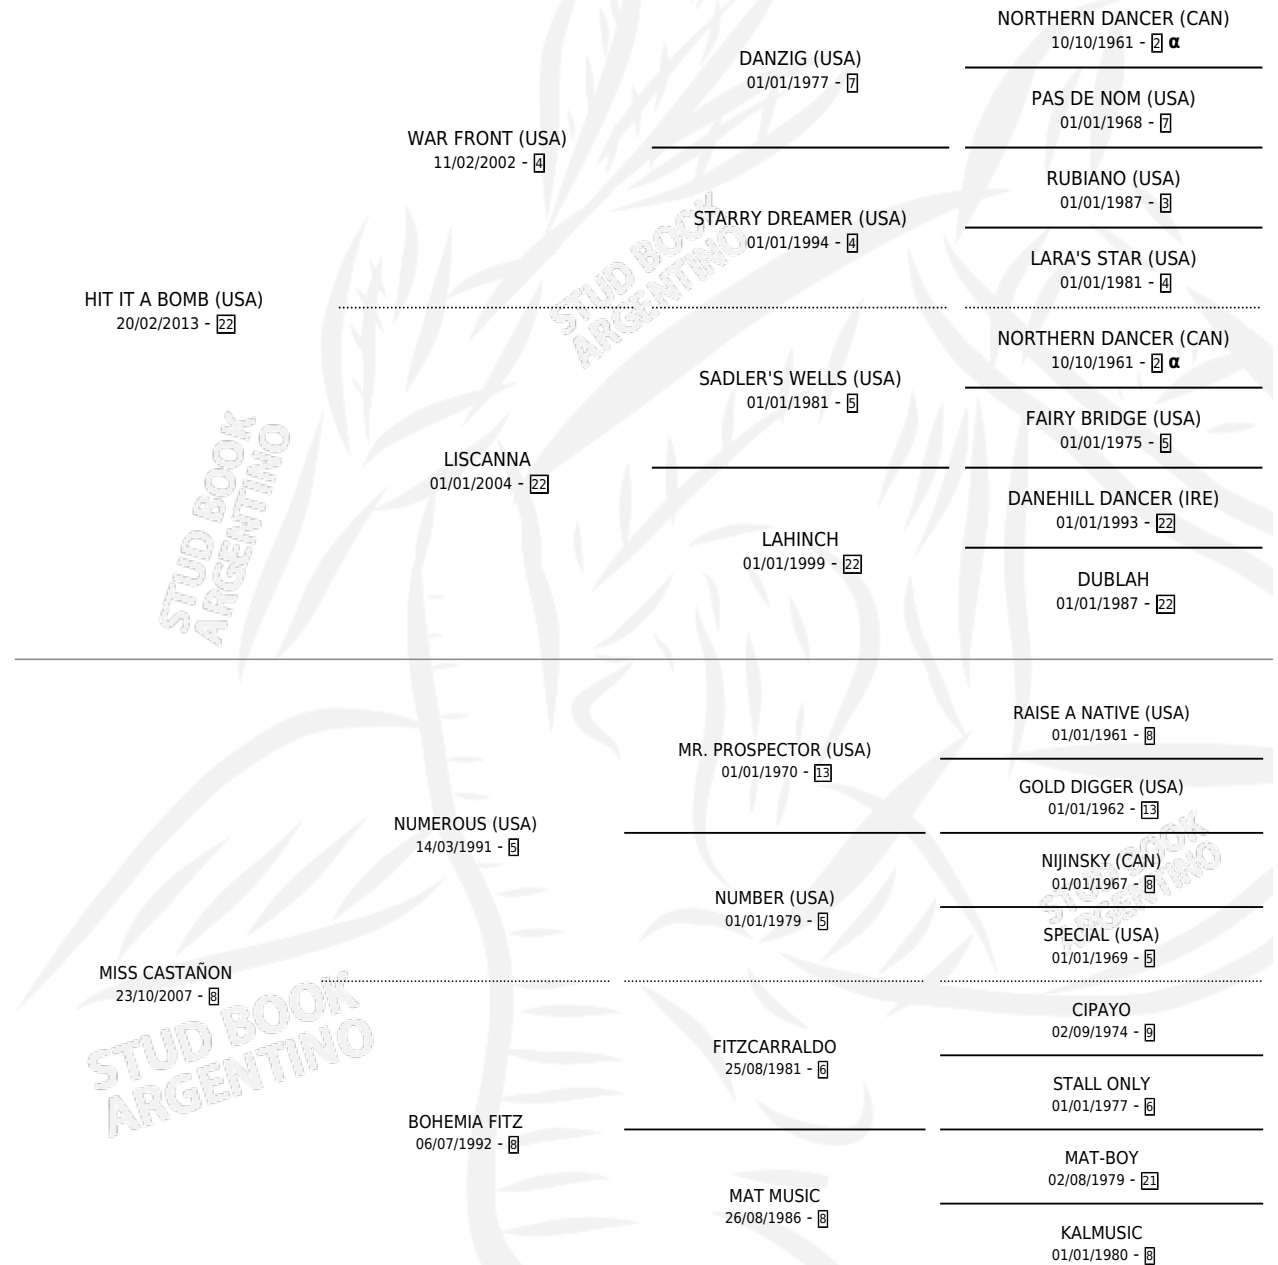 NORTHERN DANCER (CAN)
10/10/1961 - 2 α
DANZIG (USA)
01/01/1977 - 7
PAS DE NOM (USA)
01/01/1968 - 7
WAR FRONT (USA)
11/02/2002 - 4
RUBIANO (USA)
01/01/1987 - 3
STARRY DREAMER (USA)
01/01/1994 - 4
LARA'S STAR (USA)
01/01/1981 - 4
HIT IT A BOMB (USA)
20/02/2013 - 22
NORTHERN DANCER (CAN)
10/10/1961 - 2 α
SADLER'S WELLS (USA)
01/01/1981 - 5
FAIRY BRIDGE (USA)
01/01/1975 - 5
LISCANNA
01/01/2004 - 22
DANEHILL DANCER (IRE)
01/01/1993 - 22
LAHINCH
01/01/1999 - 22
DUBLAH
01/01/1987 - 22
RAISE A NATIVE (USA)
01/01/1961 - 8
MR. PROSPECTOR (USA)
01/01/1970 - 13
GOLD DIGGER (USA)
01/01/1962 - 13
NUMEROUS (USA)
14/03/1991 - 5
NIJINSKY (CAN)
01/01/1967 - 8
NUMBER (USA)
01/01/1979 - 5
SPECIAL (USA)
01/01/1969 - 5
MISS CASTAÑON
23/10/2007 - 8
CIPAYO
02/09/1974 - 9
FITZCARRALDO
25/08/1981 - 6
STALL ONLY
01/01/1977 - 6
BOHEMIA FITZ
06/07/1992 - 8
MAT-BOY
02/08/1979 - 21
MAT MUSIC
26/08/1986 - 8
KALMUSIC
01/01/1980 - 8
STUD BOOK
ARGENTINO
STUD BOOK
ARGENTINO
STUD BOOK
ARGENTINO
STUD BOOK
ARGENTINO